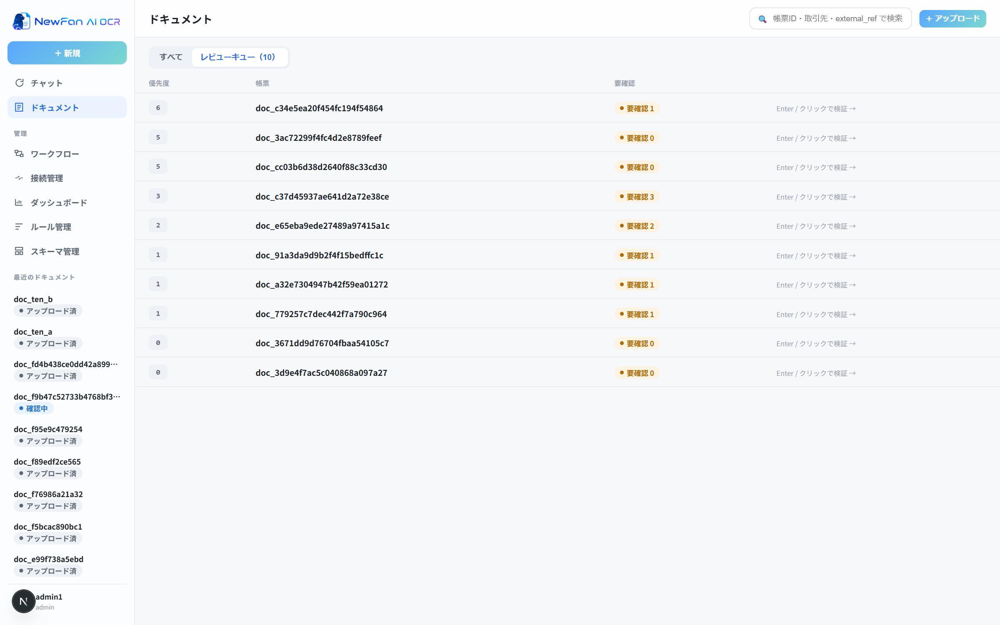 NewFan AI OCR
+ 新規
チャット
ドキュメント
管理
ワークフロー
接続管理
ダッシュボード
ルール管理
スキーマ管理
最近のドキュメント
doc_ten_b
アップロード済
doc_ten_a
アップロード済
doc_fd4b438ce0dd42a899…
アップロード済
doc_f9b47c52733b4768bf3…
確認中
doc_f95e9c479254
アップロード済
doc_f89edf2ce565
アップロード済
doc_f76986a21a32
アップロード済
doc_f5bcac890bc1
アップロード済
doc_e99f738a5ebd
アップロード済
N
admin1
admin
ドキュメント
帳票ID・取引先・external_ref で検索
+ アップロード
すべて
レビューキュー（10）
優先度 帳票 要確認
6 doc_c34e5ea20f454fc194f54864 要確認 1 Enter / クリックで検証 →
5 doc_3ac72299f4fc4d2e8789feef 要確認 0 Enter / クリックで検証 →
5 doc_cc03b6d38d2640f88c33cd30 要確認 0 Enter / クリックで検証 →
3 doc_c37d45937ae641d2a72e38ce 要確認 3 Enter / クリックで検証 →
2 doc_e65eba9ede27489a97415a1c 要確認 2 Enter / クリックで検証 →
1 doc_91a3da9d9b2f4f15bedffc1c 要確認 1 Enter / クリックで検証 →
1 doc_a32e7304947b42f59ea01272 要確認 1 Enter / クリックで検証 →
1 doc_779257c7dec442f7a790c964 要確認 1 Enter / クリックで検証 →
0 doc_3671dd9d76704fbaa54105c7 要確認 0 Enter / クリックで検証 →
0 doc_3d9e4f7ac5c040868a097a27 要確認 0 Enter / クリックで検証 →